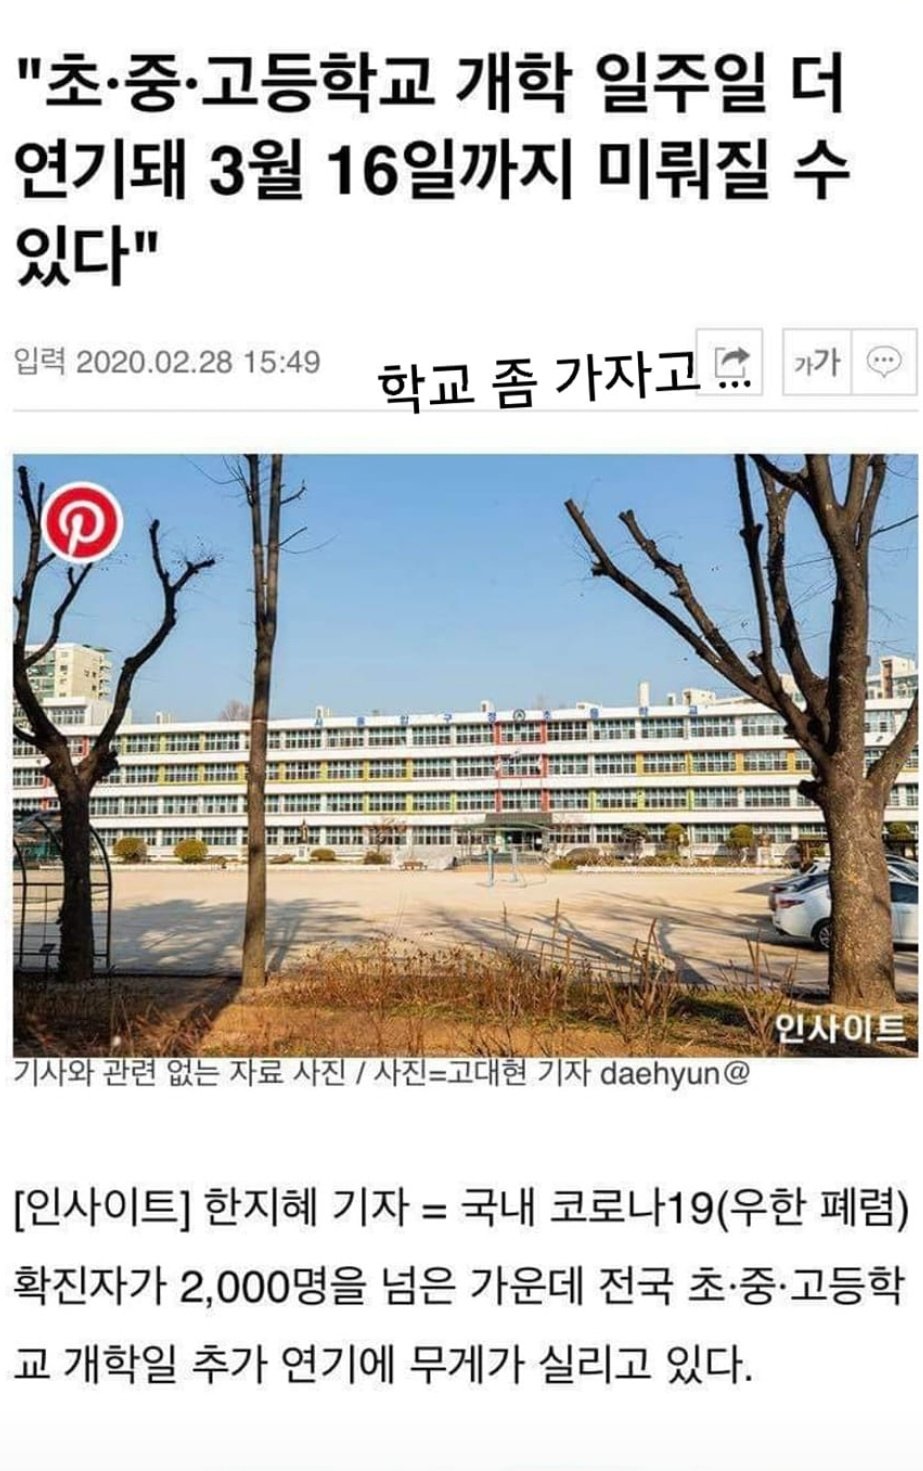 "초·중·고등학교 개학 일주일 더
연기돼 3월 16일까지 미뤄질 수
있다"
입력 2020.02.28 15:49
학교 좀 가자고 ...
가가
인사이트
기사와 관련 없는 자료 사진 / 사진=고대현 기자 daehyun@
[인사이트] 한지혜 기자 = 국내 코로나19(우한 폐렴)
확진자가 2,000명을 넘은 가운데 전국 초·중·고등학
교 개학일 추가 연기에 무게가 실리고 있다.